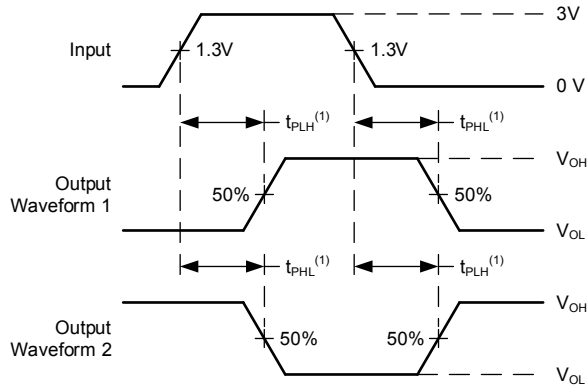 3V
Input
1.3V
1.3V
0 V
tPLH(1)
tPHL(1)
VOH
Output
Waveform 1
50%
50%
VOL
tPHL(1)
tPLH(1)
VOH
Output
Waveform 2
50%
50%
VOL